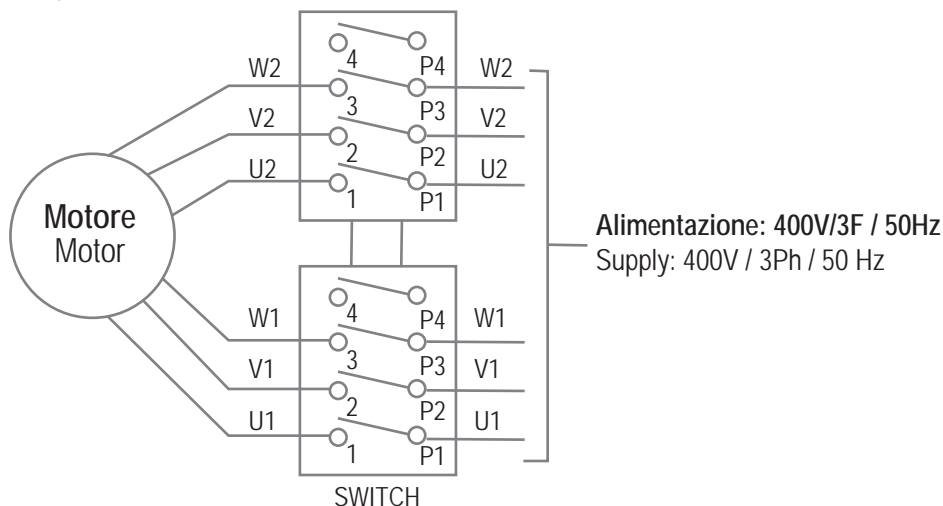 4 P4
W2 W2
3 P3
V2 V2
2 P2
U2 U2
1 P1
Motore
Motor
Alimentazione: 400V/3F / 50Hz
Supply: 400V / 3Ph / 50 Hz
4 P4
W1 W1
3 P3
V1 V1
2 P2
U1 U1
1 P1
SWITCH